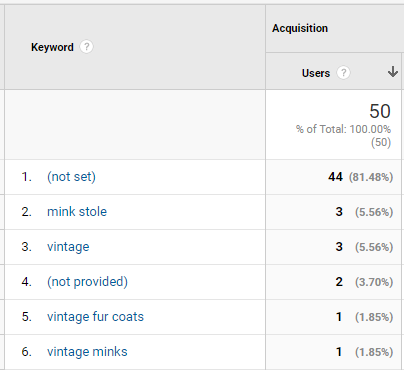 Acquisition
Keyword ?
Users ?
50
% of Total: 100.00%
(50)
1. (not set) 44 (81.48%)
2. mink stole 3 (5.56%)
3. vintage 3 (5.56%)
4. (not provided) 2 (3.70%)
5. vintage fur coats 1 (1.85%)
6. vintage minks 1 (1.85%)